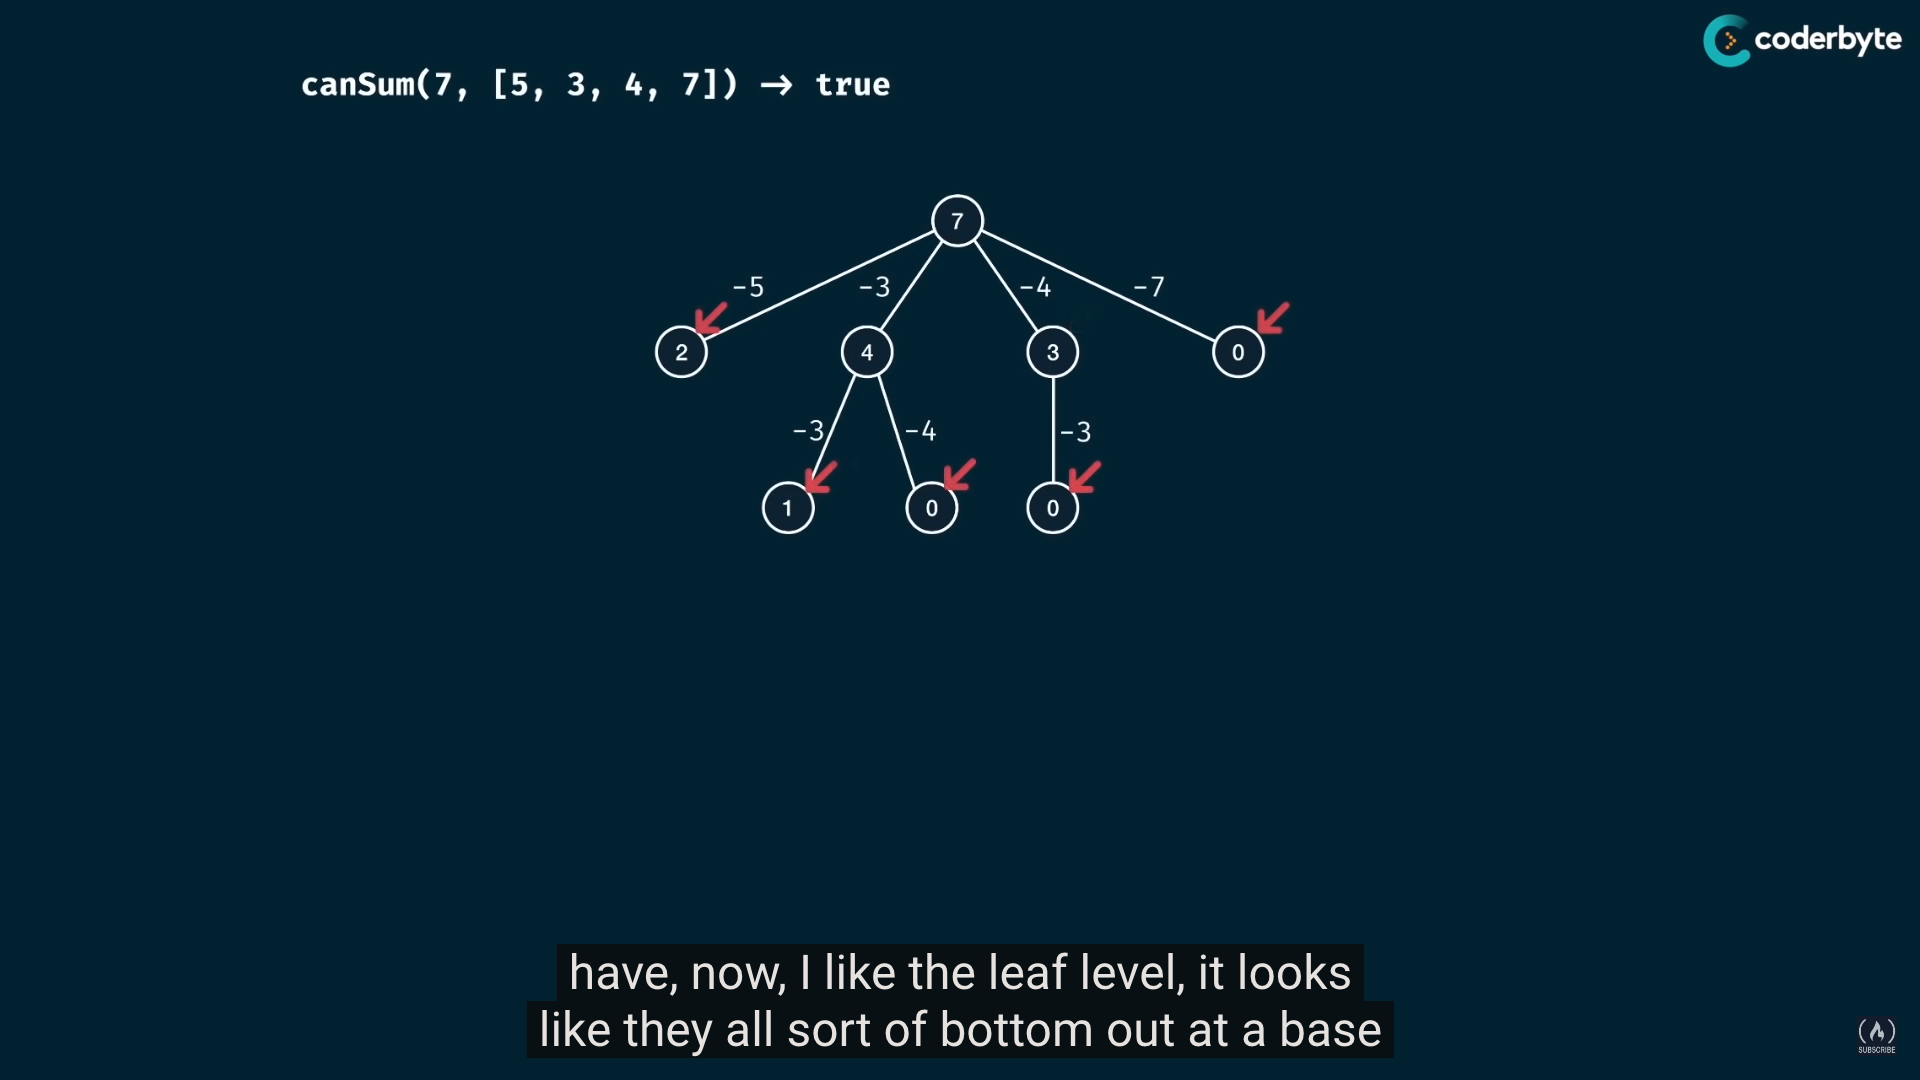 coderbyte
canSum(7, [5, 3, 4, 7]) → true
7
-5 -3 -4 -7
2 4 3 0
-3 -4 -3
1 0 0
have, now, I like the leaf level, it looks
like they all sort of bottom out at a base
SUBSCRIBE